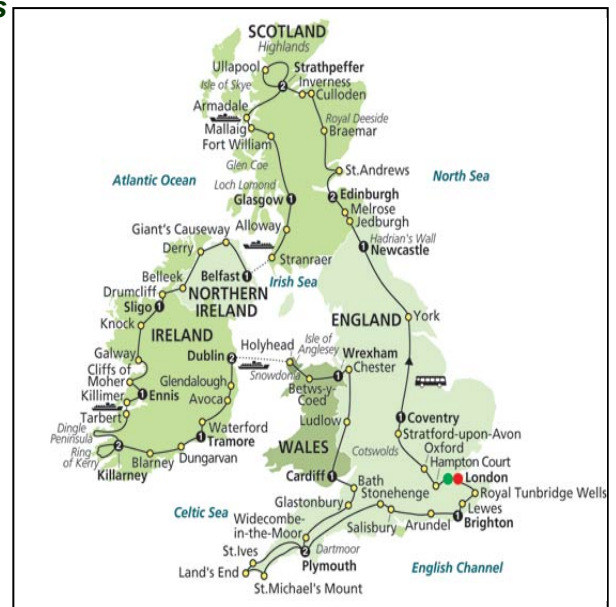 s
SCOTLAND
Highlands
Ullapool
Strathpeffer
2
Inverness
Isle of Skye
Culloden
Armadale
Royal Deeside
Mallaig
Braemar
Fort William
Glen Coe
St.Andrews
Atlantic Ocean
North Sea
Loch Lomond
2 Edinburgh
Glasgow 1
Melrose
Jedburgh
Alloway
Giant's Causeway
Hadrian's Wall
1 Newcastle
Derry
Stranraer
Belleek
Belfast 1
Irish Sea
Drumcliff
NORTHERN
IRELAND
Sligo 1
ENGLAND
York
Knock
IRELAND
Isle of
Anglesey
Holyhead
Galway
Dublin 2
Wrexham
Chester
1
Cliffs of
Moher
Snowdonia
Glendalough
Betws-y-
Coed
Killimer
1 Ennis
Avoca
Coventry
1
Tarbert
Ludlow
Stratford-upon-Avon
Dingle
Peninsula
Waterford
Oxford
1 Tramore
WALES
Cotswolds
Hampton Court
Ring
of Kerry
2
Dungarvan
London
Blarney
Cardiff 1
Killarney
Bath
Royal Tunbridge Wells
Stonehenge
Glastonbury
Lewes
Celtic Sea
Widecombe-
in-the-Moor
Salisbury
Arundel
1
Brighton
St.Ives
Dartmoor
2
Plymouth
Land's End
English Channel
St.Michael's Mount